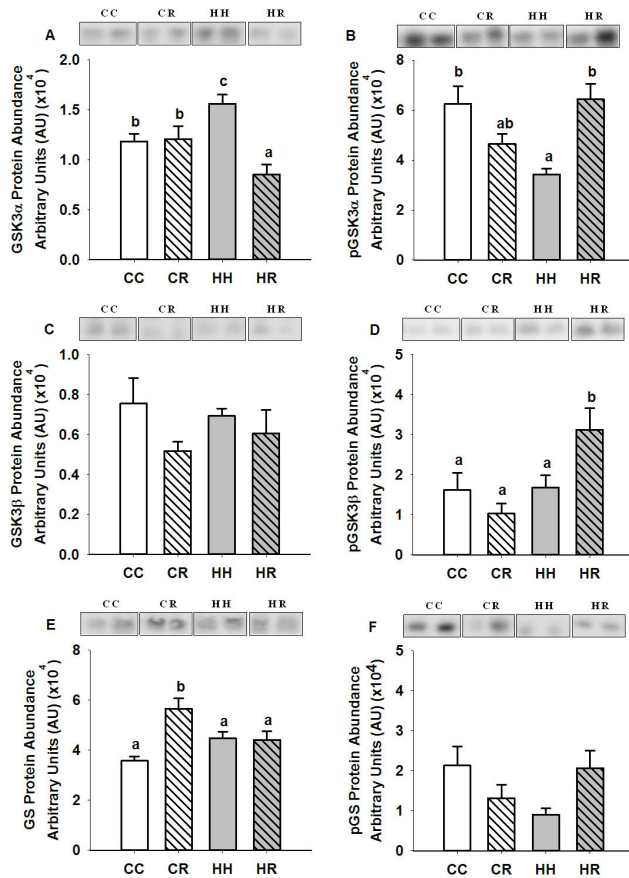 CC CR HH HR
A
GSK3α Protein Abundance
Arbitrary Units (AU) (x10⁴)
2.0
1.5
1.0
0.5
0.0
b b c a
CC CR HH HR
CC CR HH HR
B
pGSK3α Protein Abundance
Arbitrary Units (AU) (x10⁴)
8
6
4
2
0
b ab a b
CC CR HH HR
CC CR HH HR
C
GSK3β Protein Abundance
Arbitrary Units (AU) (x10⁴)
1.0
0.8
0.6
0.4
0.2
0.0
CC CR HH HR
CC CR HH HR
D
pGSK3β Protein Abundance
Arbitrary Units (AU) (x10⁴)
5
4
3
2
1
0
a a a b
CC CR HH HR
CC CR HH HR
E
GS Protein Abundance
Arbitrary Units (AU) (x10⁴)
8
6
4
2
0
a b a a
CC CR HH HR
CC CR HH HR
F
pGS Protein Abundance
Arbitrary Units (AU) (x10⁴)
5
4
3
2
1
0
CC CR HH HR